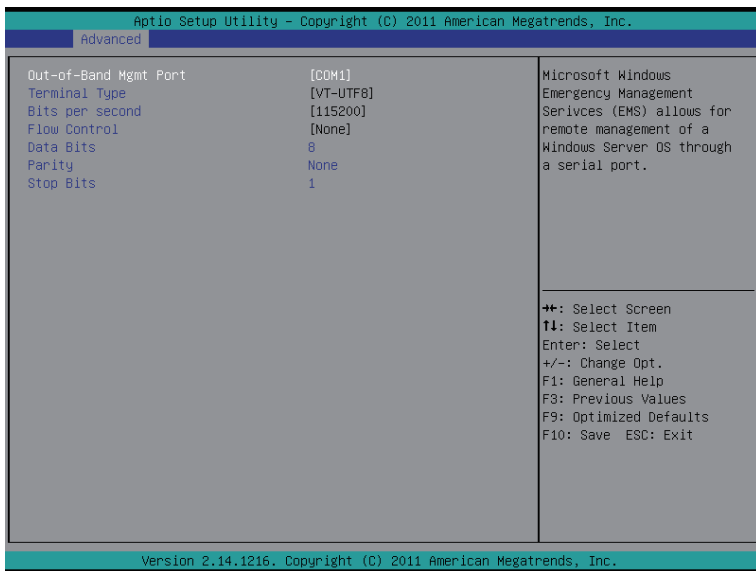 Aptio Setup Utility – Copyright (C) 2011 American Megatrends, Inc.
Advanced
Out-of-Band Mgmt Port [COM1]
Terminal Type [VT-UTF8]
Bits per second [115200]
Flow Control [None]
Data Bits 8
Parity None
Stop Bits 1
Microsoft Windows
Emergency Management
Serivces (EMS) allows for
remote management of a
Windows Server OS through
a serial port.
→←: Select Screen
↑↓: Select Item
Enter: Select
+/-: Change Opt.
F1: General Help
F3: Previous Values
F9: Optimized Defaults
F10: Save ESC: Exit
Version 2.14.1216. Copyright (C) 2011 American Megatrends, Inc.